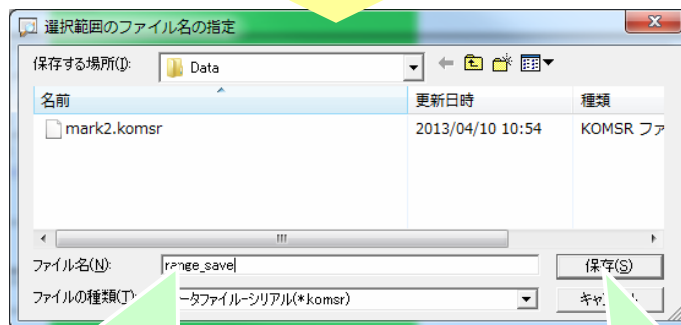 選択範囲のファイル名の指定
保存する場所(I):
Data
名前
更新日時
種類
mark2.komsr
2013/04/10 10:54
KOMSR ファ
ファイル名(N):
range_save
保存(S)
ファイルの種類(T):
ータファイル-シリアル(*komsr)